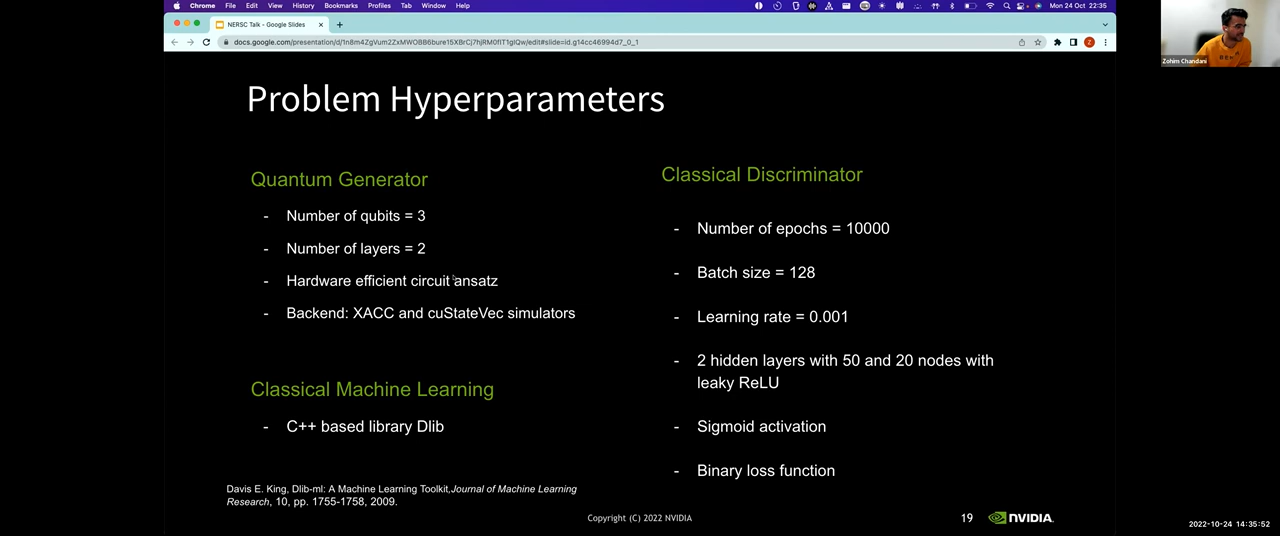 Chrome File Edit View History Bookmarks Profiles Tab Window Help
Mon 24 Oct 22:35
NERSC Talk - Google Slides
Zohim Chandani
Problem Hyperparameters
Quantum Generator
- Number of qubits = 3
- Number of layers = 2
- Hardware efficient circuit ansatz
- Backend: XACC and cuStateVec simulators
Classical Machine Learning
- C++ based library Dlib
Classical Discriminator
- Number of epochs = 10000
- Batch size = 128
- Learning rate = 0.001
- 2 hidden layers with 50 and 20 nodes with
leaky ReLU
- Sigmoid activation
- Binary loss function
Davis E. King, Dlib-ml: A Machine Learning Toolkit,Journal of Machine Learning
Research, 10, pp. 1755-1758, 2009.
Copyright (C) 2022 NVIDIA
19
NVIDIA.
2022-10-24 14:35:52